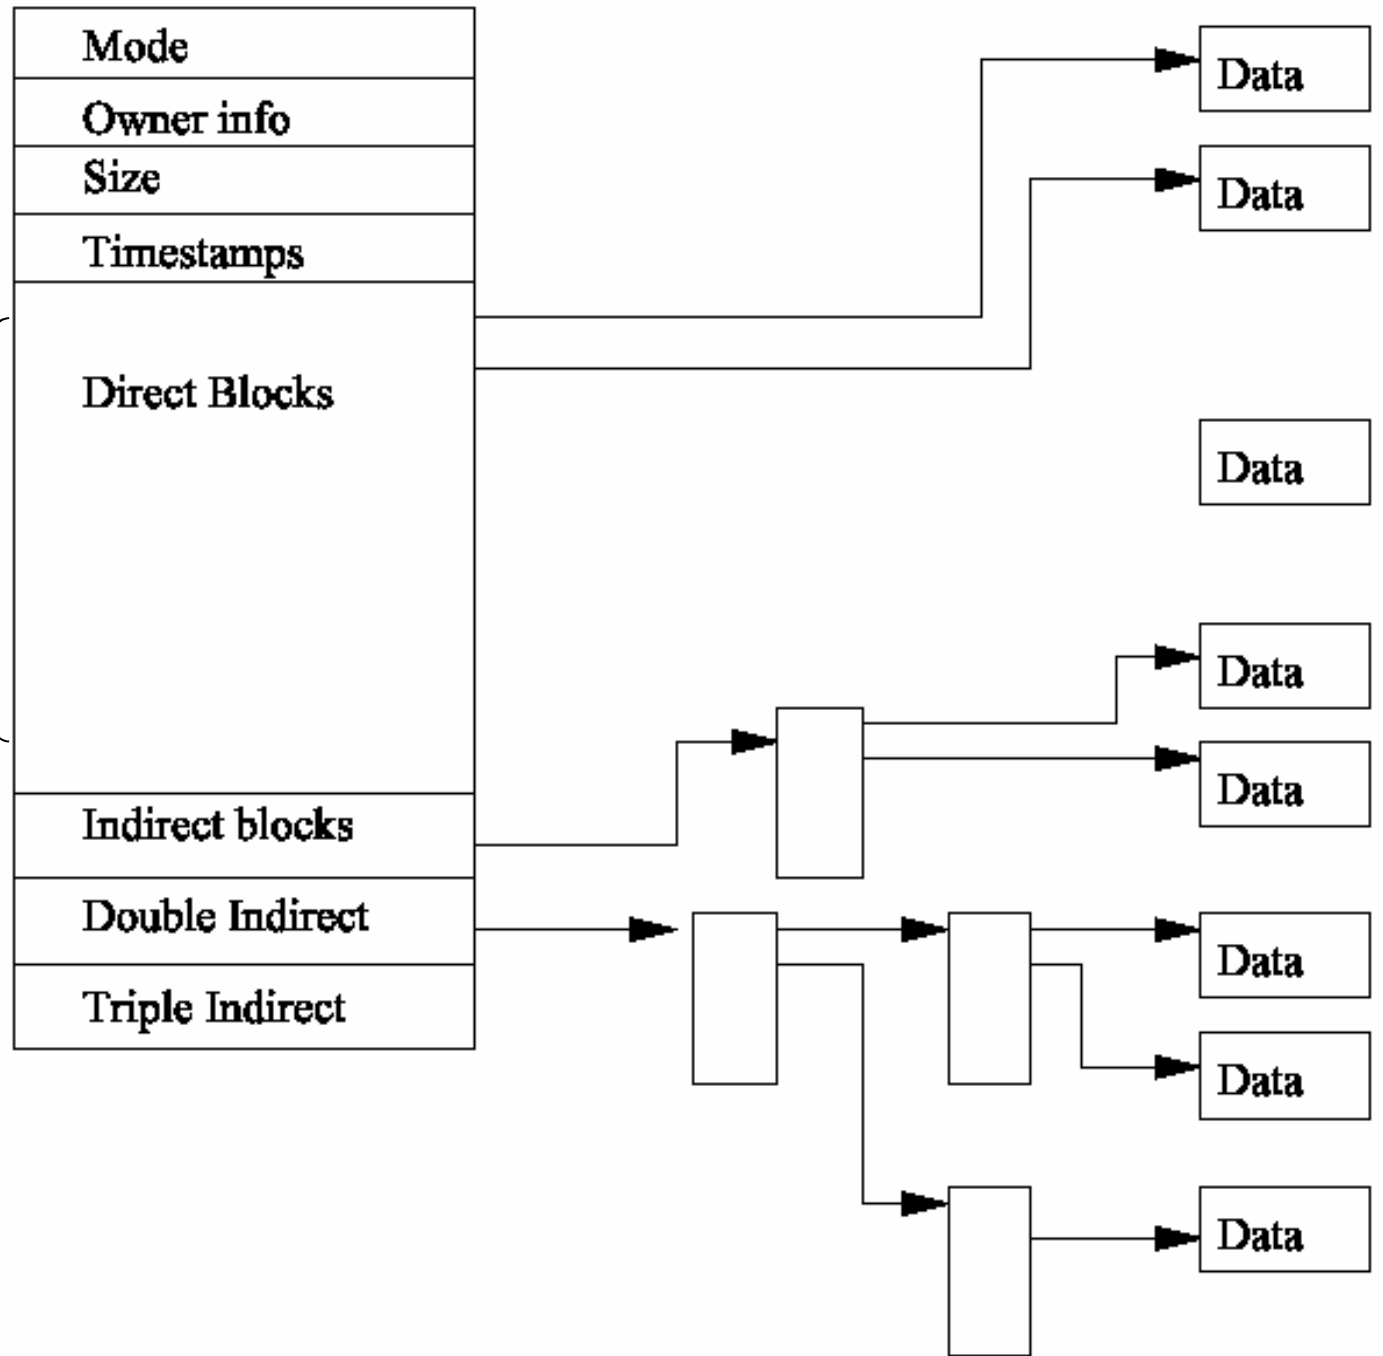 Mode
Owner info
Size
Timestamps
Direct Blocks
Indirect blocks
Double Indirect
Triple Indirect
Data
Data
Data
Data
Data
Data
Data
Data